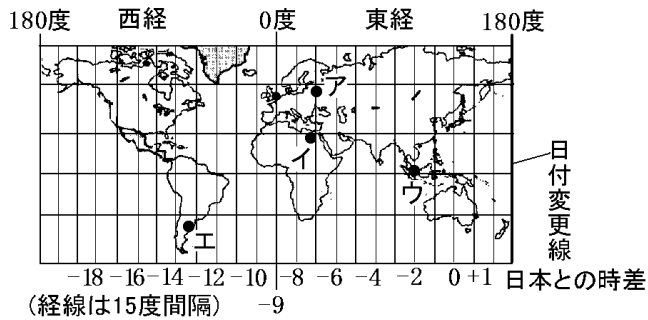 180度 西経 0度 東経 180度
ア
イ
ウ
エ
日付変更線
-18 -16 -14 -12 -10 -8 -6 -4 -2 0 +1 日本との時差
(経線は15度間隔) -9